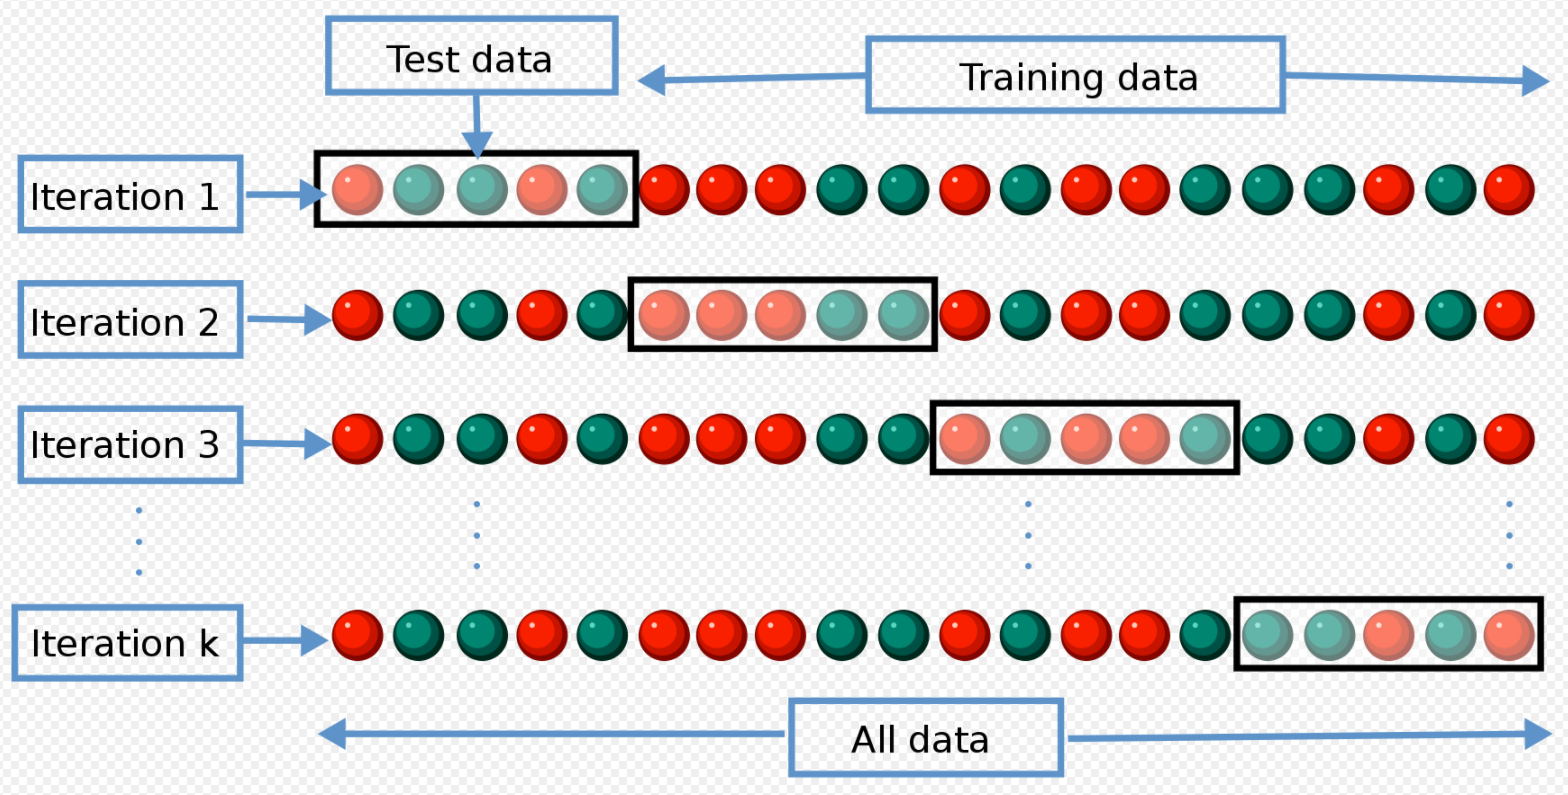 Test data
Training data
Iteration 1
Iteration 2
Iteration 3
Iteration k
All data